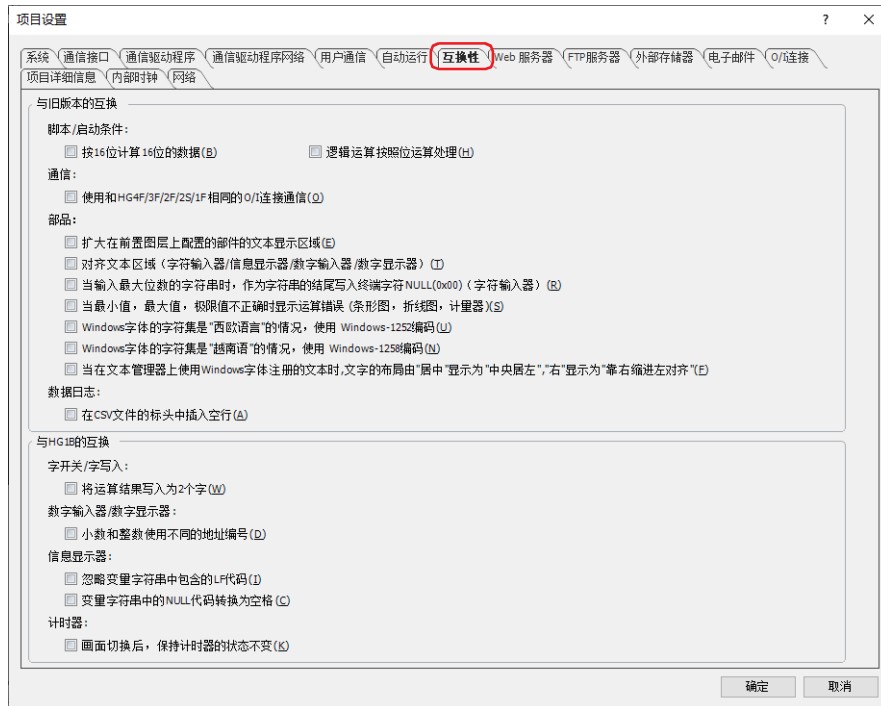 项目设置
? ×
系统 通信接口 通信驱动程序 通信驱动程序网络 用户通信 自动运行 互换性 Web 服务器 FTP服务器 外部存储器 电子邮件 O/I连接
项目详细信息 内部时钟 网络
与旧版本的互换
脚本/启动条件:
按16位计算16位的数据(B) 逻辑运算按照位运算处理(H)
通信:
使用和HG4F/3F/2F/2S/1F相同的O/I连接通信(O)
部品:
扩大在前置图层上配置的部件的文本显示区域(E)
对齐文本区域（字符输入器/信息显示器/数字输入器/数字显示器）(T)
当输入最大位数的字符串时，作为字符串的结尾写入终端字符NULL(0x00)（字符输入器）(R)
当最小值，最大值，极限值不正确时显示运算错误 (条形图，折线图，计量器)(S)
Windows字体的字符集是"西欧语言"的情况，使用 Windows-1252编码(U)
Windows字体的字符集是"越南语"的情况，使用 Windows-1258编码(N)
当在文本管理器上使用Windows字体注册的文本时,文字的布局由"居中"显示为"中央居左","右"显示为"靠右缩进左对齐"(F)
数据日志:
在CSV文件的标头中插入空行(A)
与HG1B的互换
字开关/字写入:
将运算结果写入为2个字(W)
数字输入器/数字显示器:
小数和整数使用不同的地址编号(D)
信息显示器:
忽略变量字符串中包含的LF代码(I)
变量字符串中的NULL代码转换为空格(C)
计时器:
画面切换后，保持计时器的状态不变(K)
确定 取消